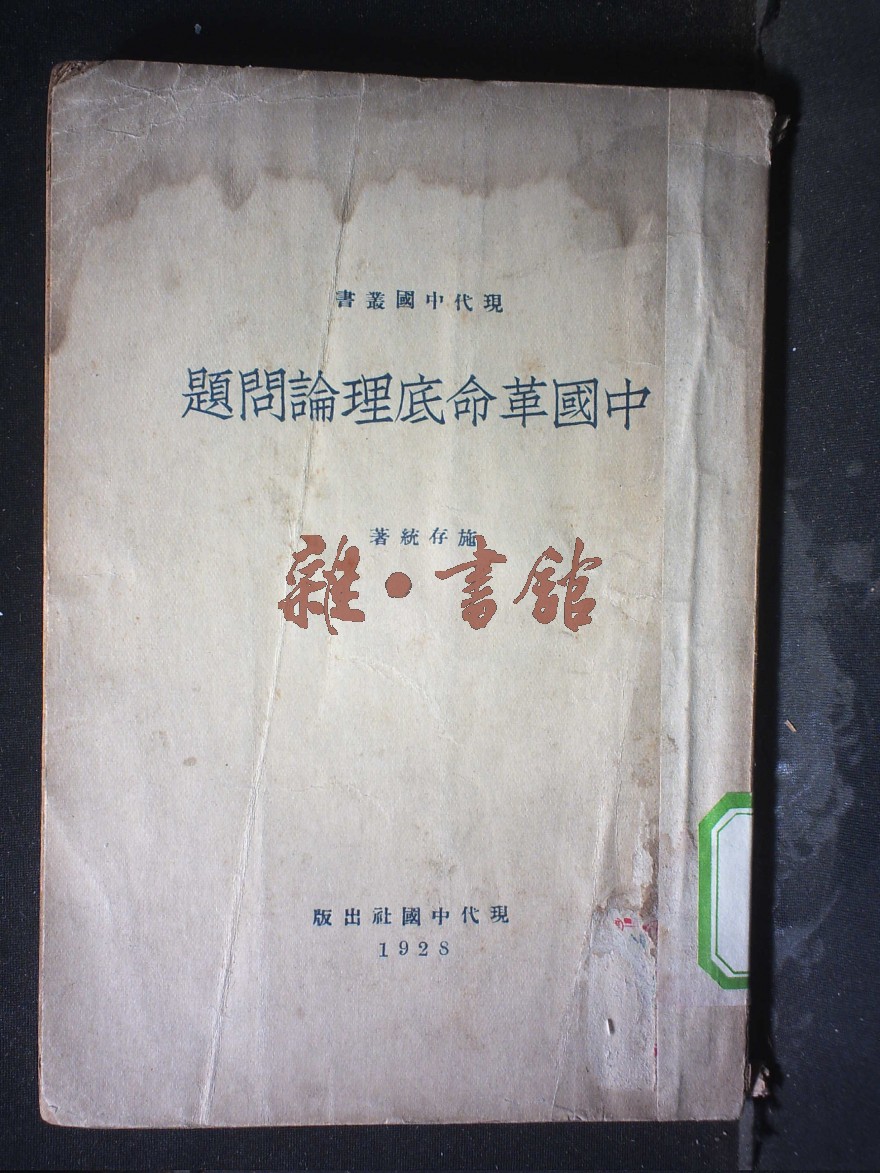 現代中國叢書
中國革命底理論問題
施存統著
雜·書館
現代中國社出版
1928